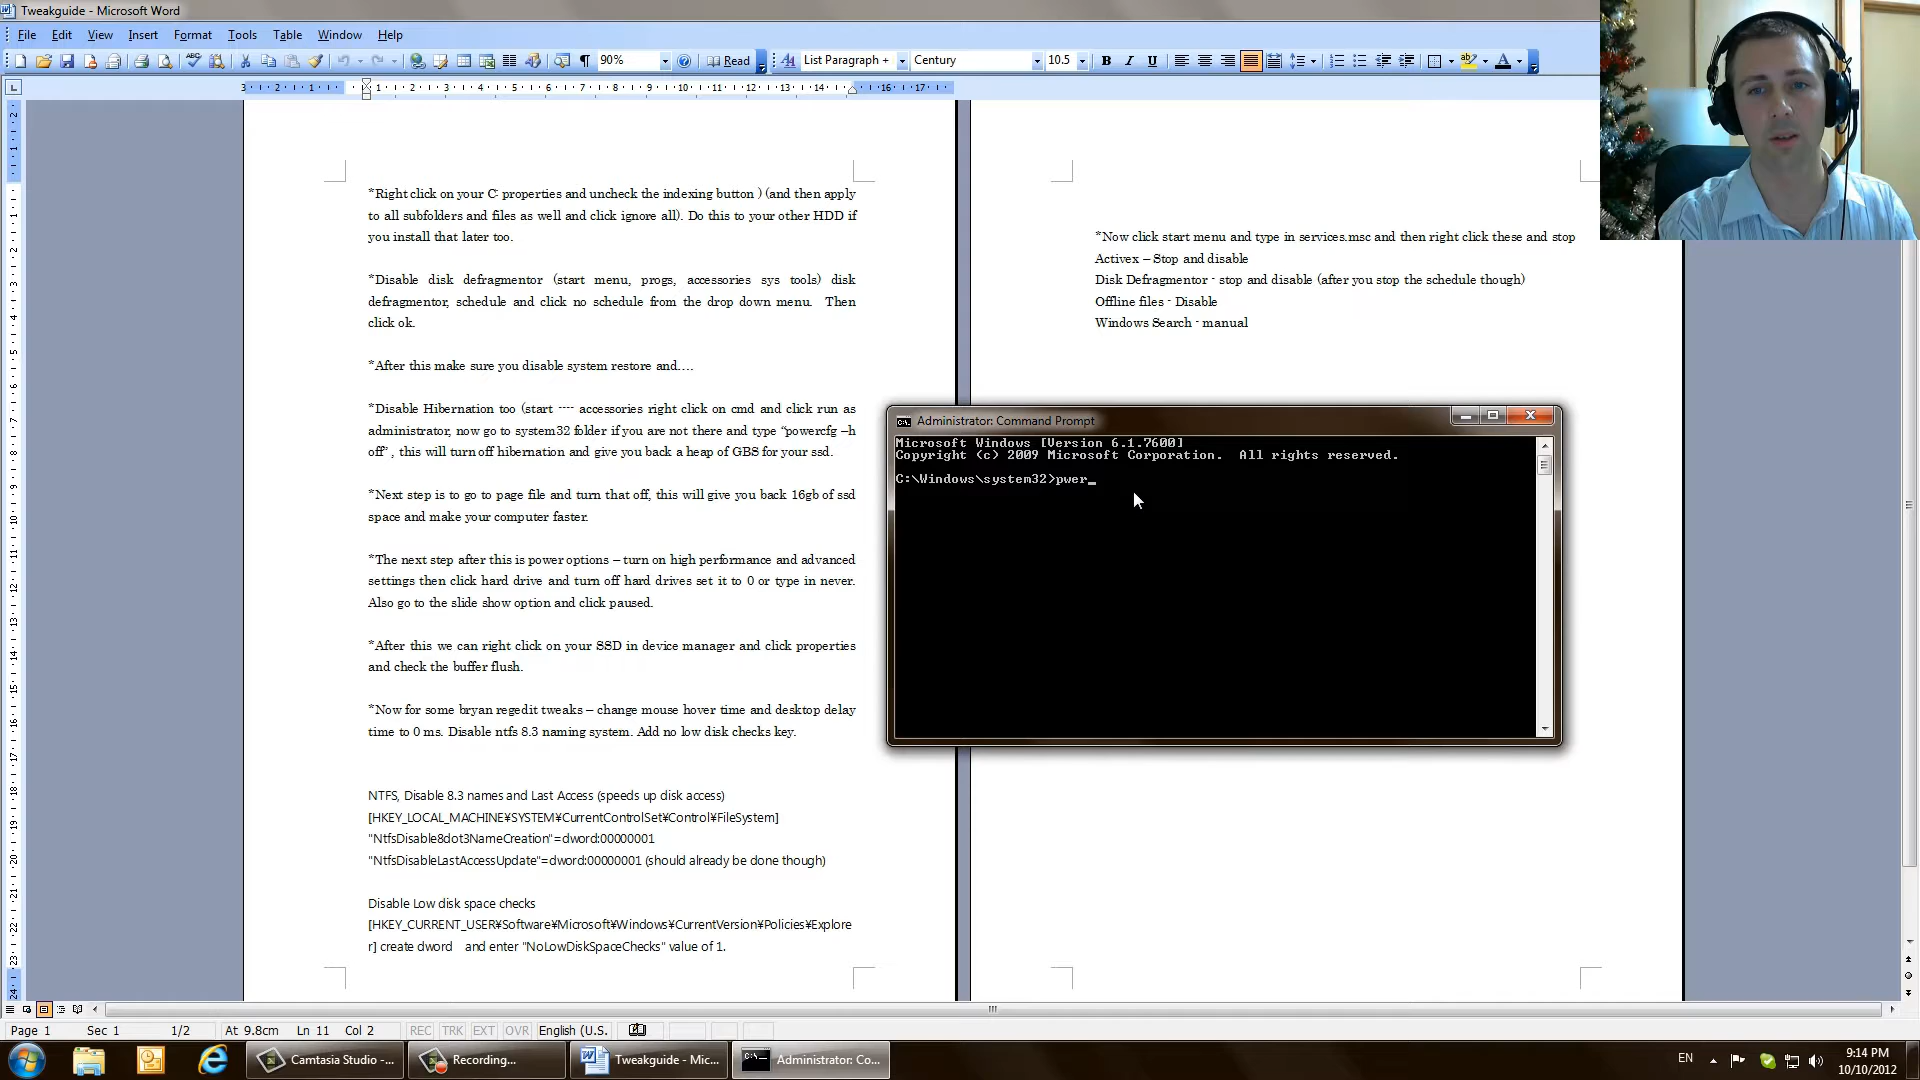 Tweakguide - Microsoft Word
File Edit View Insert Format Tools Table Window Help
90% Read List Paragraph + Century 10.5 B I U
3 2 1 1 2 3 4 5 6 7 8 9 10 11 12 13 14 16 17
*Right click on your C: properties and uncheck the indexing button ) (and then apply
to all subfolders and files as well and click ignore all). Do this to your other HDD if
you install that later too.
*Disable disk defragmentor (start menu, progs, accessories sys tools) disk
defragmentor, schedule and click no schedule from the drop down menu. Then
click ok.
*After this make sure you disable system restore and….
*Disable Hibernation too (start ---- accessories right click on cmd and click run as
administrator, now go to system32 folder if you are not there and type “powercfg –h
off” , this will turn off hibernation and give you back a heap of GBS for your ssd.
*Next step is to go to page file and turn that off, this will give you back 16gb of ssd
space and make your computer faster.
*The next step after this is power options – turn on high performance and advanced
settings then click hard drive and turn off hard drives set it to 0 or type in never.
Also go to the slide show option and click paused.
*After this we can right click on your SSD in device manager and click properties
and check the buffer flush.
*Now for some bryan regedit tweaks – change mouse hover time and desktop delay
time to 0 ms. Disable ntfs 8.3 naming system. Add no low disk checks key.
NTFS, Disable 8.3 names and Last Access (speeds up disk access)
[HKEY_LOCAL_MACHINE¥SYSTEM¥CurrentControlSet¥Control¥FileSystem]
"NtfsDisable8dot3NameCreation"=dword:00000001
"NtfsDisableLastAccessUpdate"=dword:00000001 (should already be done though)
Disable Low disk space checks
[HKEY_CURRENT_USER¥Software¥Microsoft¥Windows¥CurrentVersion¥Policies¥Explore
r] create dword and enter "NoLowDiskSpaceChecks" value of 1.
*Now click start menu and type in services.msc and then right click these and stop
Activex – Stop and disable
Disk Defragmentor - stop and disable (after you stop the schedule though)
Offline files - Disable
Windows Search - manual
Administrator: Command Prompt
Microsoft Windows [Version 6.1.7600]
Copyright (c) 2009 Microsoft Corporation. All rights reserved.
C:\Windows\system32>pwer_
Page 1 Sec 1 1/2 At 9.8cm Ln 11 Col 2 REC TRK EXT OVR English (U.S.
Camtasia Studio -... Recording... Tweakguide - Mic... Administrator: Co... EN 9:14 PM
10/10/2012